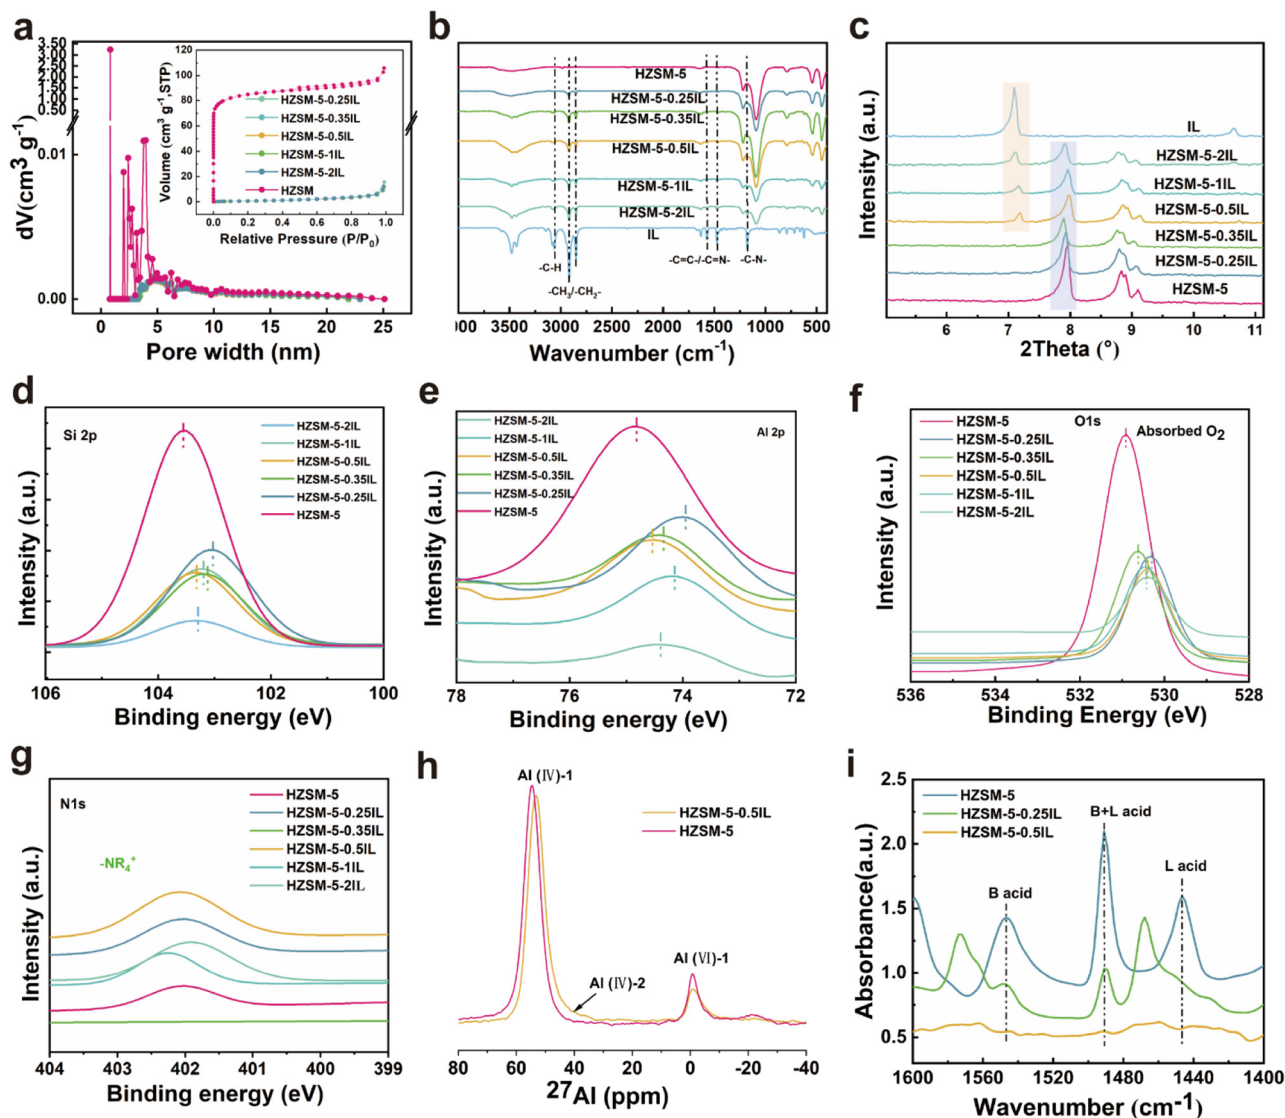 a
3.50
3.00
2.50
2.00
1.50
1.00
0.50
0.01
0.00
dV(cm³ g⁻¹)
0 5 10 15 20 25
Pore width (nm)
120
100
80
60
40
20
0
Volume (cm³ g⁻¹,STP)
HZSM-5-0.25IL
HZSM-5-0.35IL
HZSM-5-0.5IL
HZSM-5-1IL
HZSM-5-2IL
HZSM
0.0 0.2 0.4 0.6 0.8 1.0
Relative Pressure (P/P₀)
b
HZSM-5
HZSM-5-0.25IL
HZSM-5-0.35IL
HZSM-5-0.5IL
HZSM-5-1IL
HZSM-5-2IL
IL
-C-H
-CH₃/-CH₂-
-C=C-/-C=N-
-C-N-
3500 3000 2500 2000 1500 1000 500
Wavenumber (cm⁻¹)
c
Intensity (a.u.)
IL
HZSM-5-2IL
HZSM-5-1IL
HZSM-5-0.5IL
HZSM-5-0.35IL
HZSM-5-0.25IL
HZSM-5
6 7 8 9 10 11
2Theta (°)
d
Intensity (a.u.)
Si 2p
HZSM-5-2IL
HZSM-5-1IL
HZSM-5-0.5IL
HZSM-5-0.35IL
HZSM-5-0.25IL
HZSM-5
106 104 102 100
Binding energy (eV)
e
Intensity (a.u.)
Al 2p
HZSM-5-2IL
HZSM-5-1IL
HZSM-5-0.5IL
HZSM-5-0.35IL
HZSM-5-0.25IL
HZSM-5
78 76 74 72
Binding energy (eV)
f
Intensity (a.u.)
O1s
Absorbed O₂
HZSM-5
HZSM-5-0.25IL
HZSM-5-0.35IL
HZSM-5-0.5IL
HZSM-5-1IL
HZSM-5-2IL
536 534 532 530 528
Binding Energy (eV)
g
Intensity (a.u.)
N1s
-NR₄⁺
HZSM-5
HZSM-5-0.25IL
HZSM-5-0.35IL
HZSM-5-0.5IL
HZSM-5-1IL
HZSM-5-2IL
404 403 402 401 400 399
Binding energy (eV)
h
Al (IV)-1
HZSM-5-0.5IL
HZSM-5
Al (IV)-2
Al (VI)-1
80 60 40 20 0 -20 -40
27Al (ppm)
i
2.5
2.0
1.5
1.0
0.5
Absorbance(a.u.)
HZSM-5
HZSM-5-0.25IL
HZSM-5-0.5IL
B+L acid
B acid
L acid
1600 1560 1520 1480 1440 1400
Wavenumber (cm⁻¹)